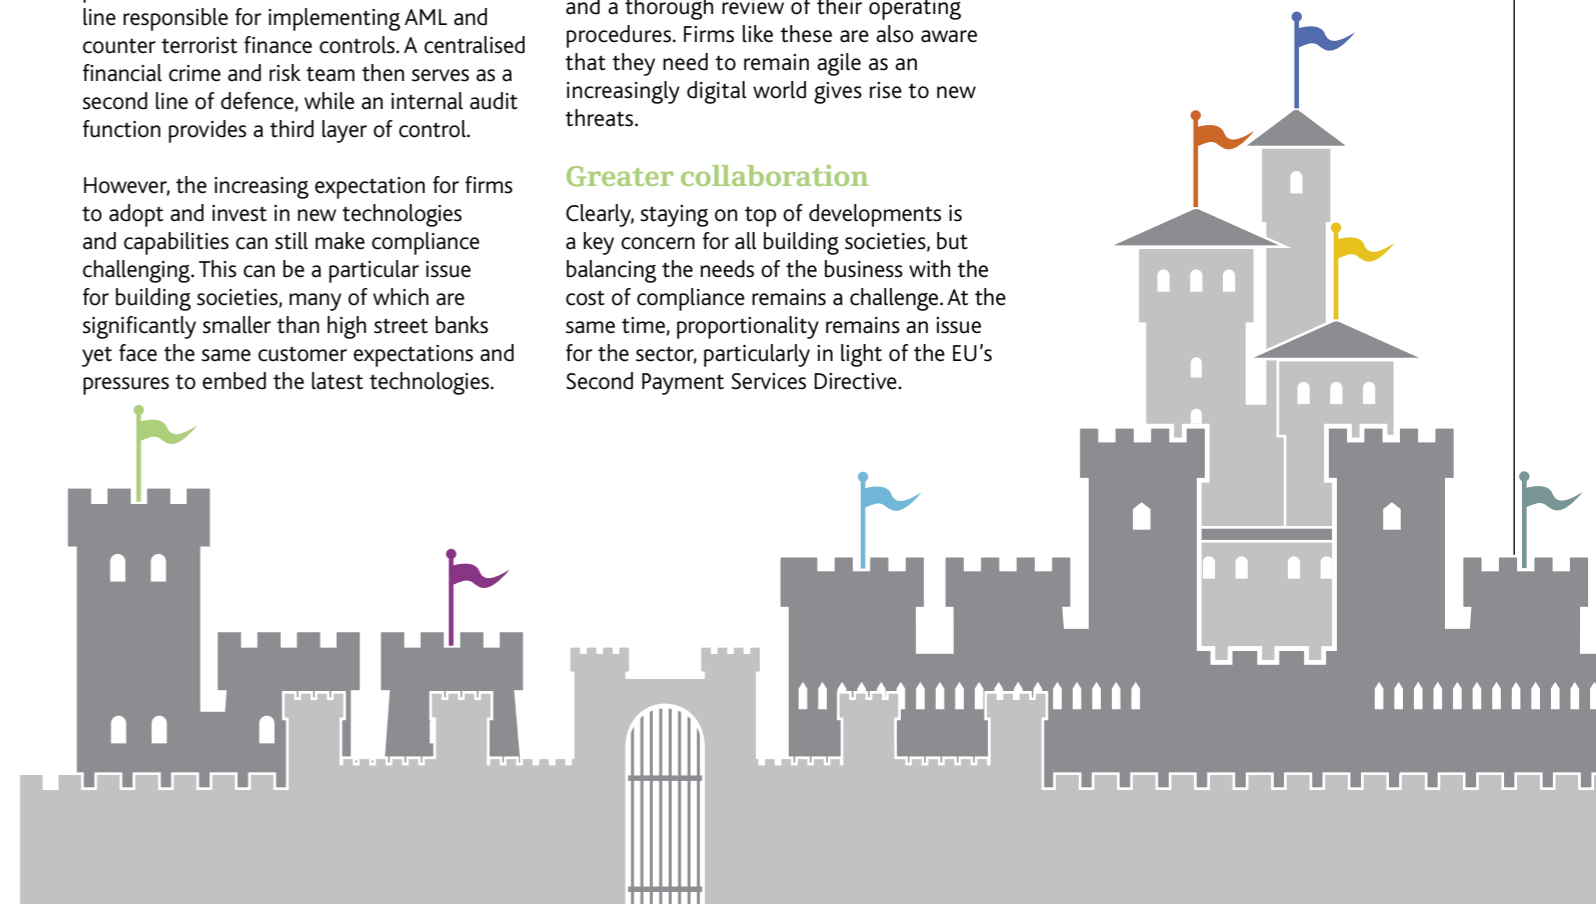 line responsible for implementing AML and
counter terrorist finance controls. A centralised
financial crime and risk team then serves as a
second line of defence, while an internal audit
function provides a third layer of control.
However, the increasing expectation for firms
to adopt and invest in new technologies
and capabilities can still make compliance
challenging. This can be a particular issue
for building societies, many of which are
significantly smaller than high street banks
yet face the same customer expectations and
pressures to embed the latest technologies.
and a thorough review of their operating
procedures. Firms like these are also aware
that they need to remain agile as an
increasingly digital world gives rise to new
threats.
Greater collaboration
Clearly, staying on top of developments is
a key concern for all building societies, but
balancing the needs of the business with the
cost of compliance remains a challenge. At the
same time, proportionality remains an issue
for the sector, particularly in light of the EU’s
Second Payment Services Directive.